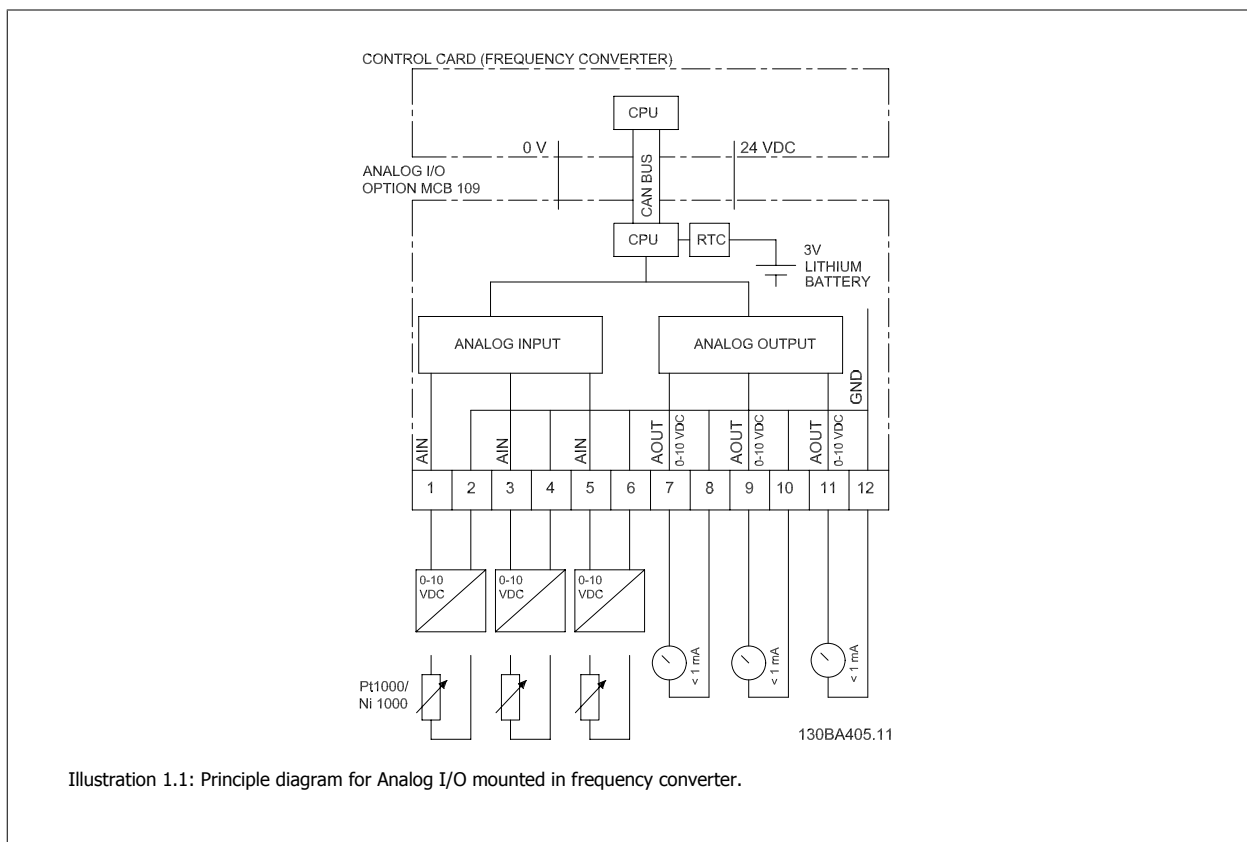 CONTROL CARD (FREQUENCY CONVERTER)
CPU
0 V
24 VDC
CAN BUS
ANALOG I/O
OPTION MCB 109
CPU
RTC
3V
LITHIUM
BATTERY
ANALOG INPUT
ANALOG OUTPUT
GND
AIN
AIN
AIN
AOUT
0-10 VDC
AOUT
0-10 VDC
AOUT
0-10 VDC
1 2 3 4 5 6 7 8 9 10 11 12
0-10
VDC
0-10
VDC
0-10
VDC
< 1 mA
< 1 mA
< 1 mA
Pt1000/
Ni 1000
130BA405.11
Illustration 1.1: Principle diagram for Analog I/O mounted in frequency converter.